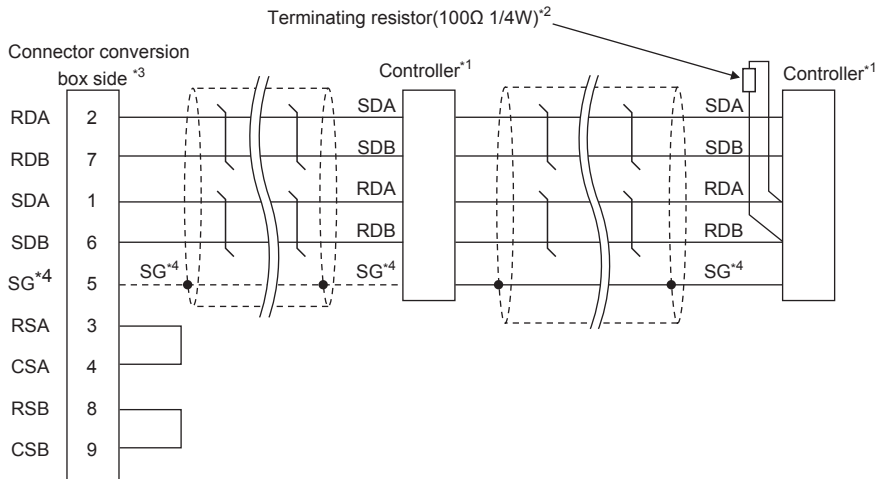 Terminating resistor(100Ω 1/4W)*2
Connector conversion
box side *3
Controller*1
Controller*1
RDA 2 SDA SDA
RDB 7 SDB SDB
SDA 1 RDA RDA
SDB 6 RDB RDB
SG*4 5 SG*4 SG*4 SG*4
RSA 3
CSA 4
RSB 8
CSB 9